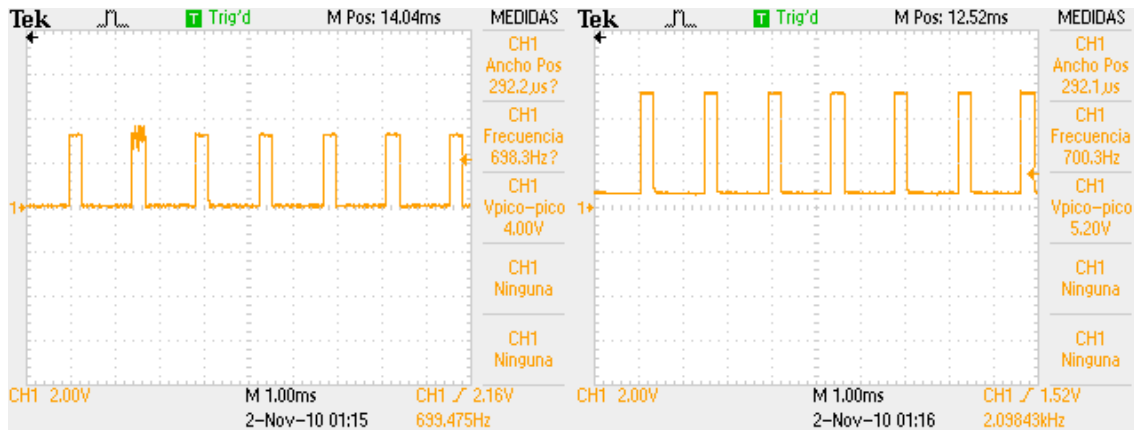 Tek
Trig'd
M Pos: 14.04ms
MEDIDAS
CH1
Ancho Pos
292.2µs?
CH1
Frecuencia
698.3Hz?
CH1
Vpico-pico
4.00V
CH1
Ninguna
CH1
Ninguna
1
CH1 2.00V
M 1.00ms
CH1 / 2.16V
2-Nov-10 01:15
699.475Hz
Tek
Trig'd
M Pos: 12.52ms
MEDIDAS
CH1
Ancho Pos
292.1µs
CH1
Frecuencia
700.3Hz
CH1
Vpico-pico
5.20V
CH1
Ninguna
CH1
Ninguna
1
CH1 2.00V
M 1.00ms
CH1 / 1.52V
2-Nov-10 01:16
2.09843kHz